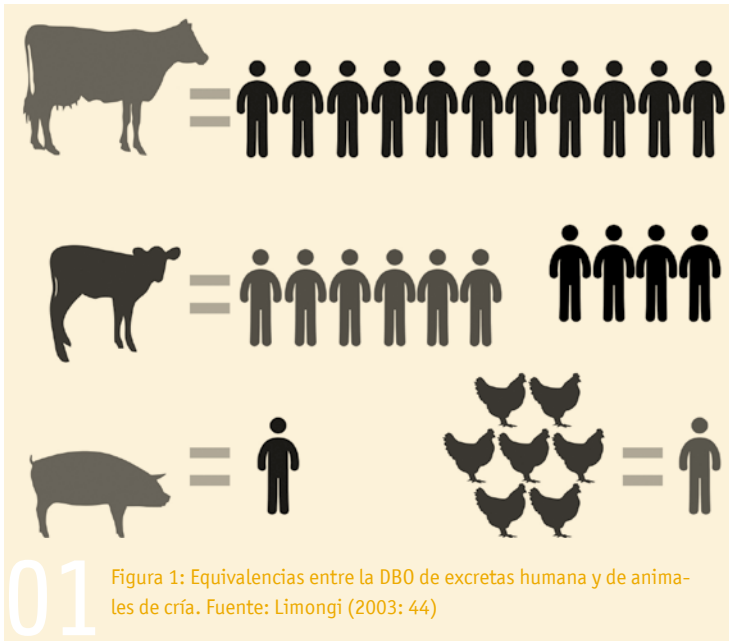 01
Figura 1: Equivalencias entre la DBO de excretas humana y de anima-
les de cría. Fuente: Limongi (2003: 44)